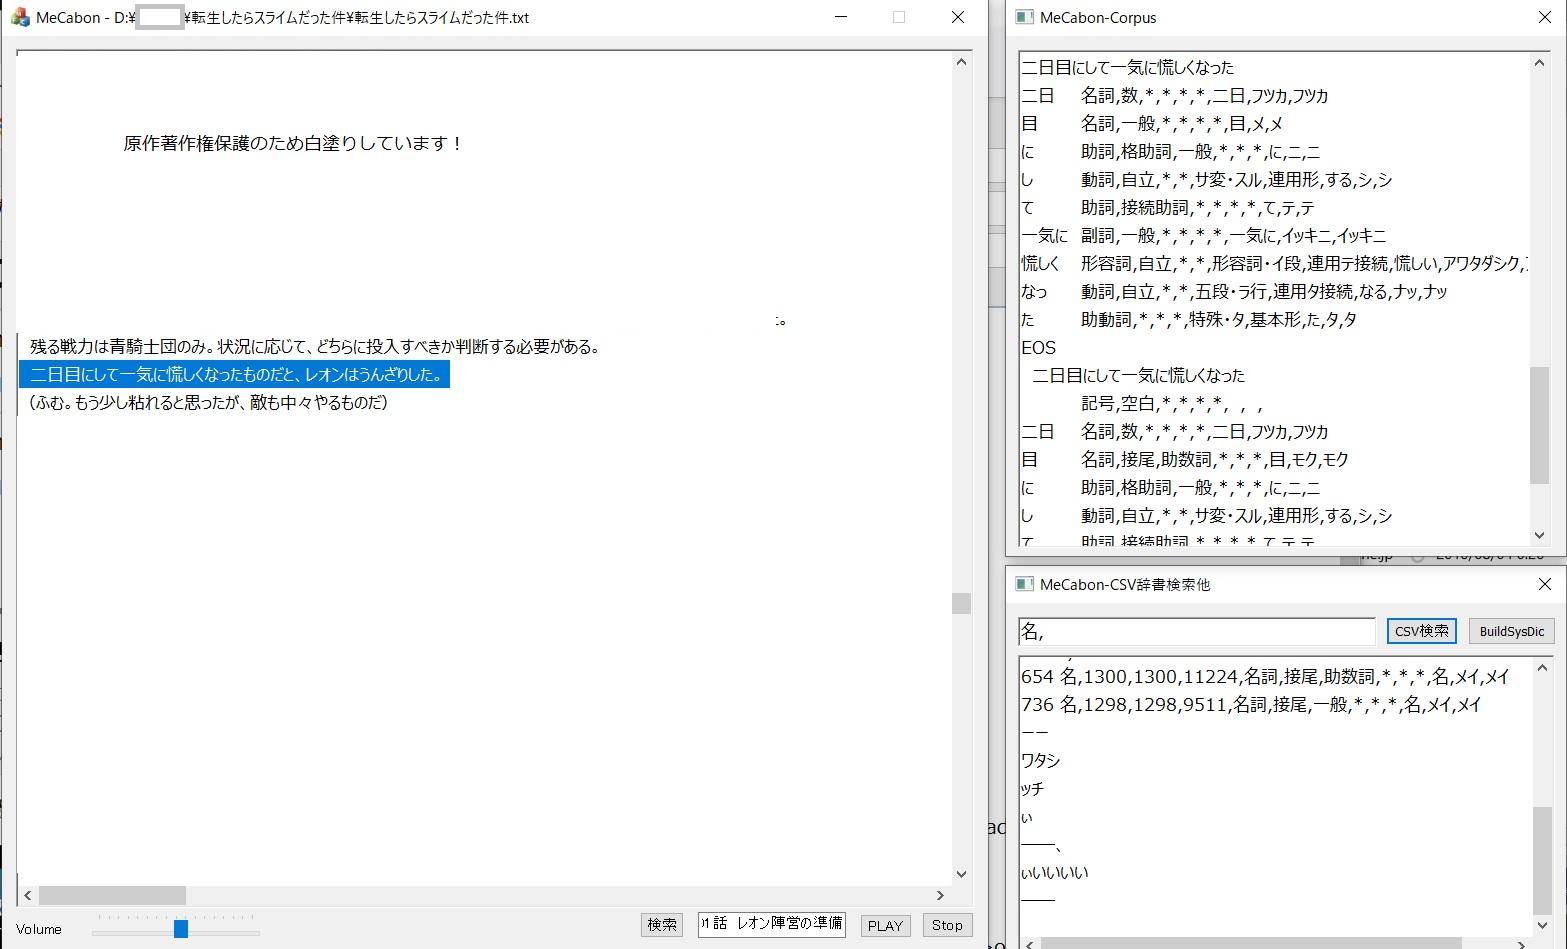 MeCabon - D:¥ ¥転生したらスライムだった件¥転生したらスライムだった件.txt
原作著作権保護のため白塗りしています！
。
残る戦力は青騎士団のみ。状況に応じて、どちらに投入すべきか判断する必要がある。
二日目にして一気に慌しくなったものだと、レオンはうんざりした。
（ふむ。もう少し粘れると思ったが、敵も中々やるものだ）
Volume
検索
1話　レオン陣営の準備
PLAY
Stop
MeCabon-Corpus
二日目にして一気に慌しくなった
二日 名詞,数,*,*,*,*,二日,フツカ,フツカ
目 名詞,一般,*,*,*,*,目,メ,メ
に 助詞,格助詞,一般,*,*,*,に,ニ,ニ
し 動詞,自立,*,*,サ変・スル,連用形,する,シ,シ
て 助詞,接続助詞,*,*,*,*,て,テ,テ
一気に 副詞,一般,*,*,*,*,一気に,イッキニ,イッキニ
慌しく 形容詞,自立,*,*,形容詞・イ段,連用テ接続,慌しい,アワタダシク,
なっ 動詞,自立,*,*,五段・ラ行,連用タ接続,なる,ナッ,ナッ
た 助動詞,*,*,*,特殊・タ,基本形,た,タ,タ
EOS
二日目にして一気に慌しくなった
記号,空白,*,*,*,*,　,　,
二日 名詞,数,*,*,*,*,二日,フツカ,フツカ
目 名詞,接尾,助数詞,*,*,*,目,モク,モク
に 助詞,格助詞,一般,*,*,*,に,ニ,ニ
し 動詞,自立,*,*,サ変・スル,連用形,する,シ,シ
て 助詞,接続助詞,*,*,*,*,て,テ,テ
MeCabon-CSV辞書検索他
名,
CSV検索
BuildSysDic
654 名,1300,1300,11224,名詞,接尾,助数詞,*,*,*,名,メイ,メイ
736 名,1298,1298,9511,名詞,接尾,一般,*,*,*,名,メイ,メイ
――
ワタシ
ッチ
ぃ
――、
ぃいいいい
――